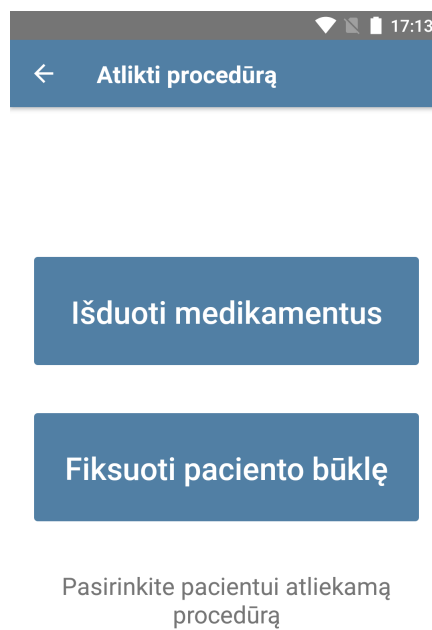 17:13
Atlikti procedūrą
Išduoti medikamentus
Fiksuoti paciento būklę
Pasirinkite pacientui atliekamą
procedūrą